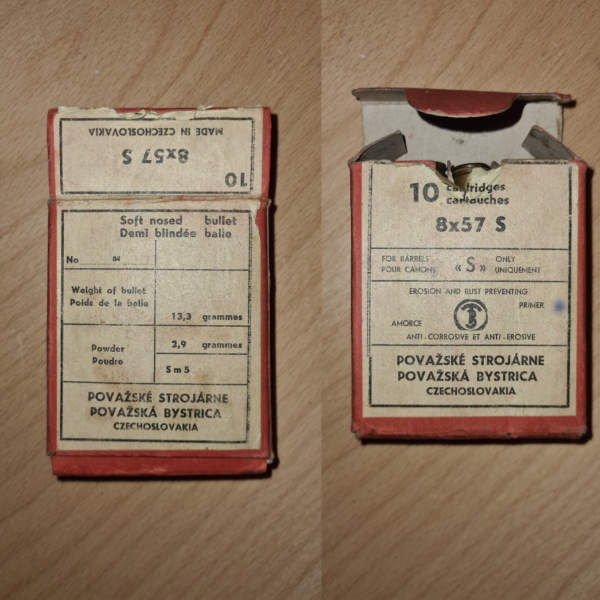 MADE IN CZECHOSLOVAKIA
8x57 S
10
Soft nosed bullet
Demi blindée balle
No 84
Weight of bullet
Poids de la balle
13,3 grammes
Powder
Poudre
2,9 grammes
Sm5
POVAŽSKÉ STROJÁRNE
POVAŽSKÁ BYSTRICA
CZECHOSLOVAKIA
10 cartridges
cartouches
8x57 S
FOR BARRELS « S » ONLY
POUR CANONS UNIQUEMENT
EROSION AND RUST PREVENTING
PRIMER
AMORCE
ANTI-CORROSIVE ET ANTI-EROSIVE
POVAŽSKÉ STROJÁRNE
POVAŽSKÁ BYSTRICA
CZECHOSLOVAKIA